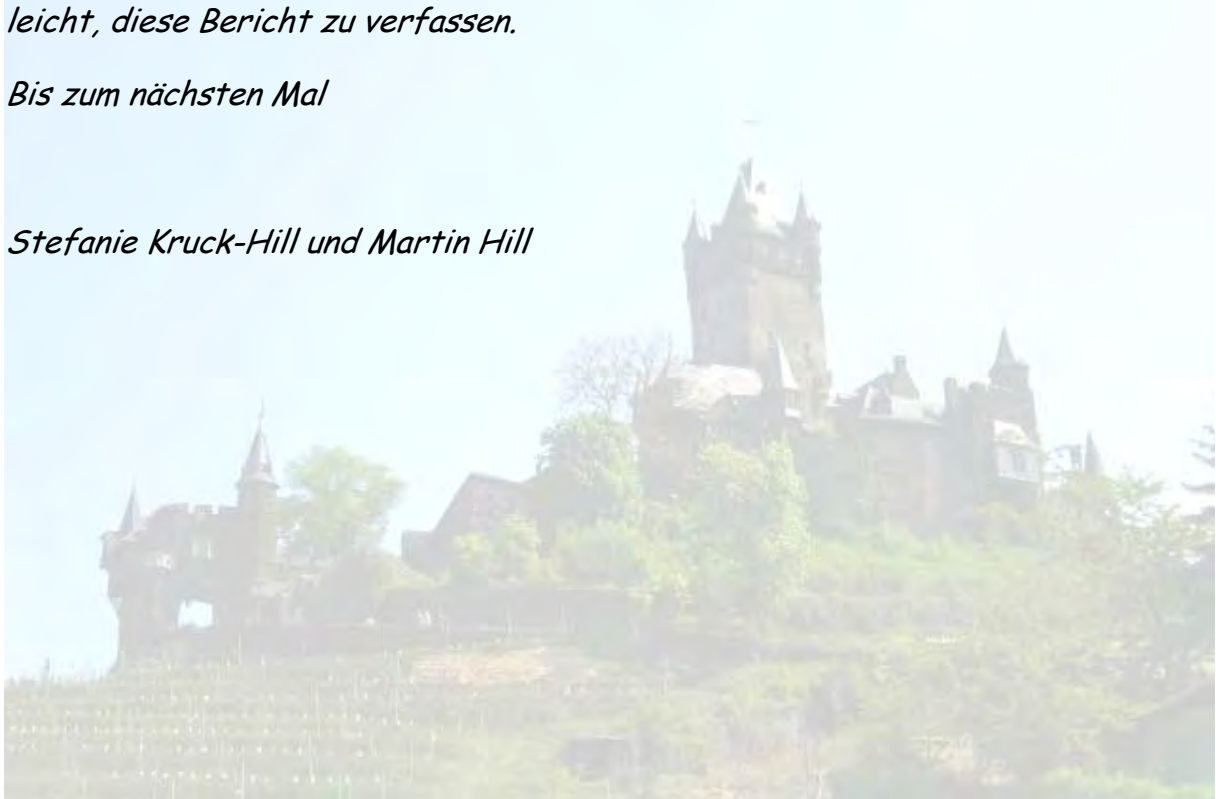 leicht, diese Bericht zu verfassen.
Bis zum nächsten Mal
Stefanie Kruck-Hill und Martin Hill